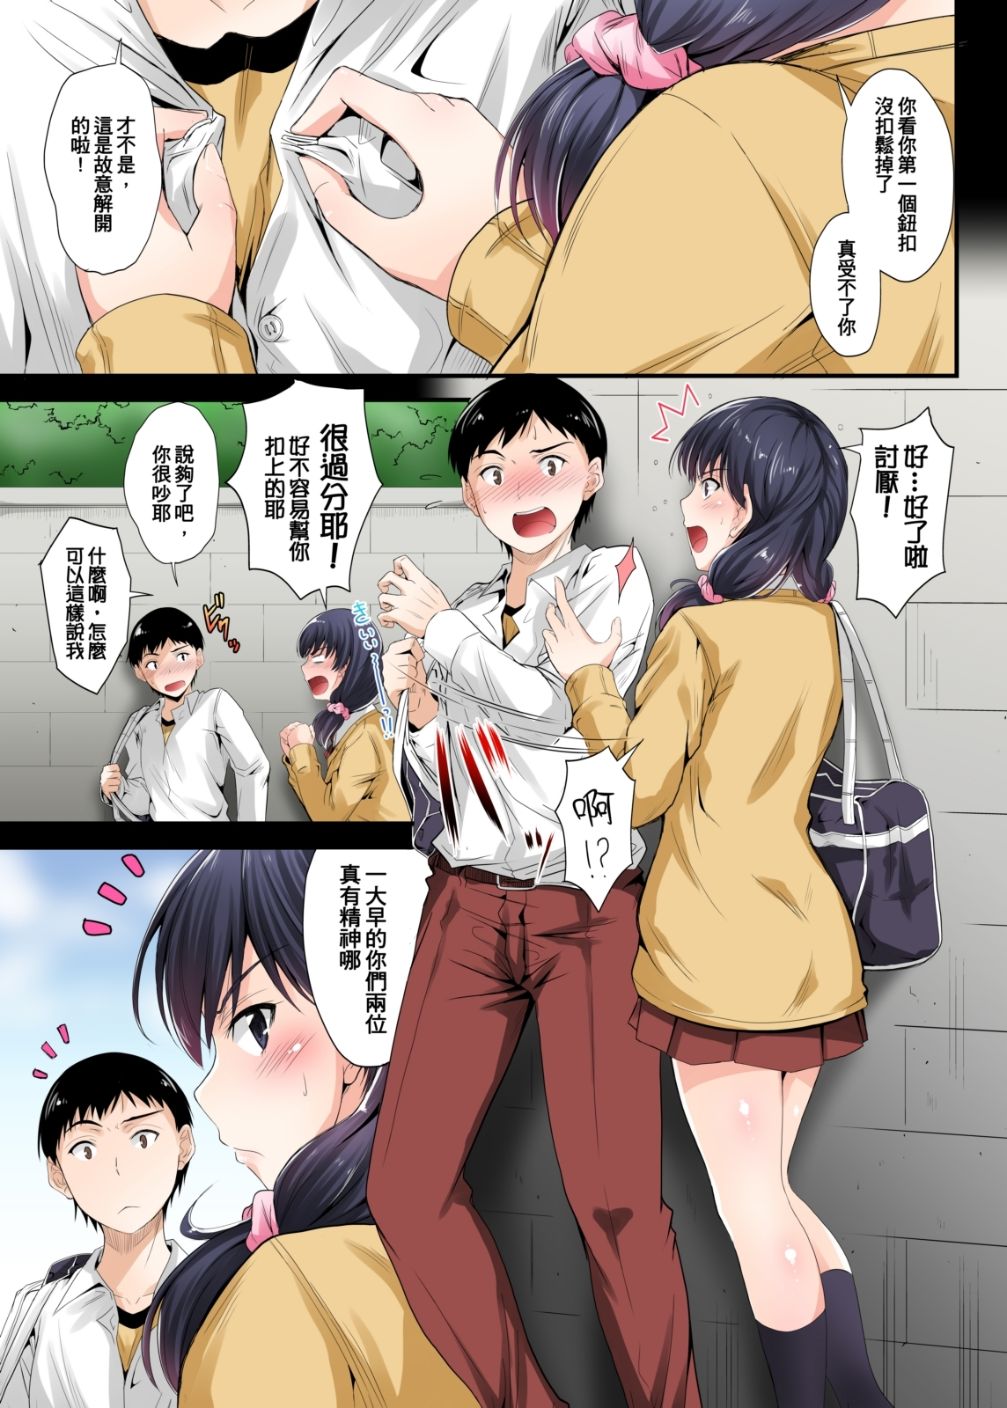 你看你第一個鈕扣
沒扣鬆掉了
真受不了你
才不是，
這是故意解開
的啦！
好…好了啦
討厭！
啊
!?
很過分耶！
好不容易幫你
扣上的耶
きぃぃ〜〜っ!!
說夠了吧，
你很吵耶
ビクッ
什麼啊，怎麼
可以這樣說我
一大早的你們兩位
真有精神哪